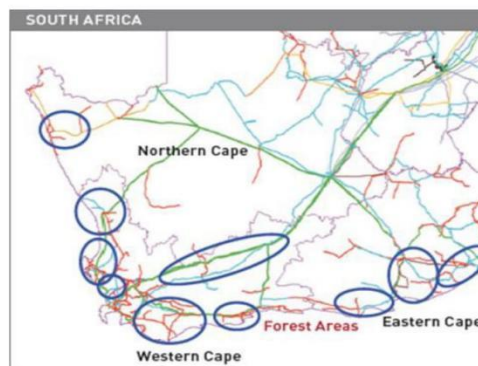 SOUTH AFRICA
Northern Cape
Forest Areas
Eastern Cape
Western Cape